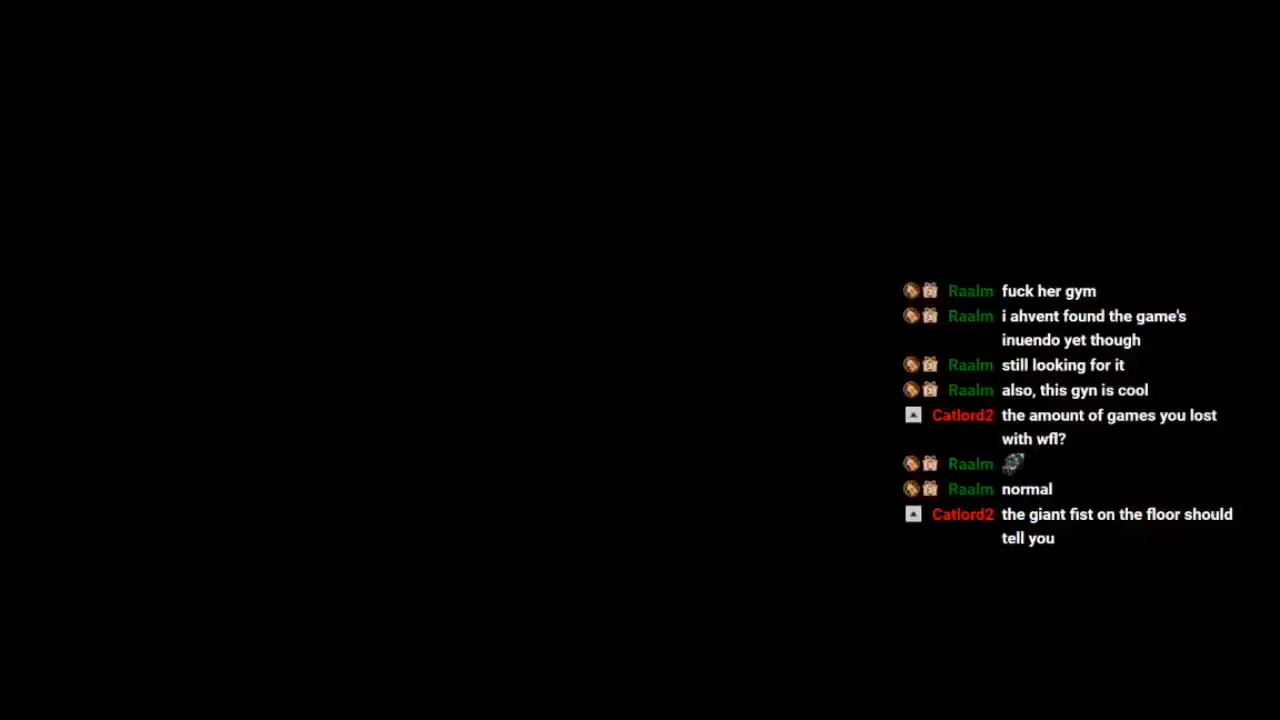 Raalm fuck her gym
Raalm i ahvent found the game's
inuendo yet though
Raalm still looking for it
Raalm also, this gyn is cool
Catlord2 the amount of games you lost
with wfl?
Raalm
Raalm normal
Catlord2 the giant fist on the floor should
tell you